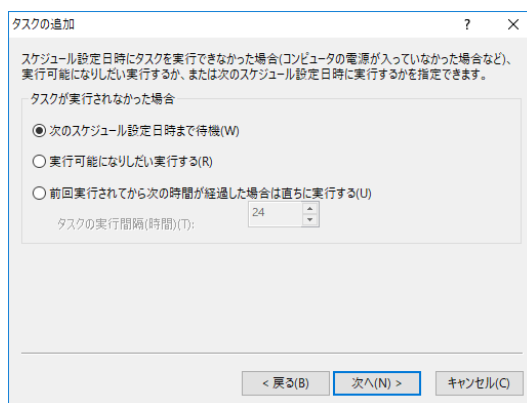 タスクの追加
? ×
スケジュール設定日時にタスクを実行できなかった場合(コンピュータの電源が入っていなかった場合など)、
実行可能になりしだい実行するか、または次のスケジュール設定日時に実行するかを指定できます。
タスクが実行されなかった場合
次のスケジュール設定日時まで待機(W)
実行可能になりしだい実行する(R)
前回実行されてから次の時間が経過した場合は直ちに実行する(U)
タスクの実行間隔(時間)(T): 24
< 戻る(B) 次へ(N) > キャンセル(C)